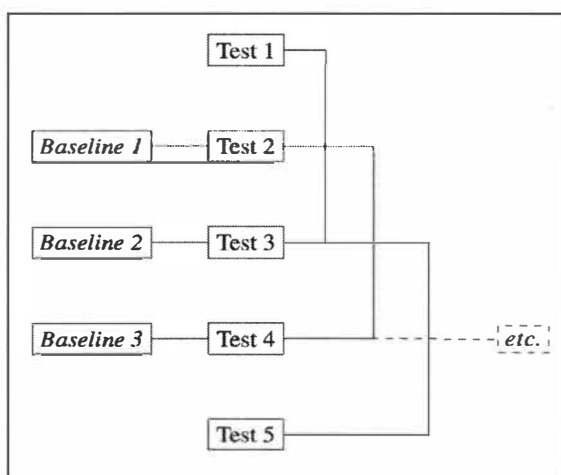 Test 1
Baseline 1 Test 2
Baseline 2 Test 3
Baseline 3 Test 4 etc.
Test 5